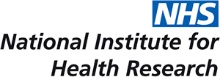 NHS
National Institute for
Health Research